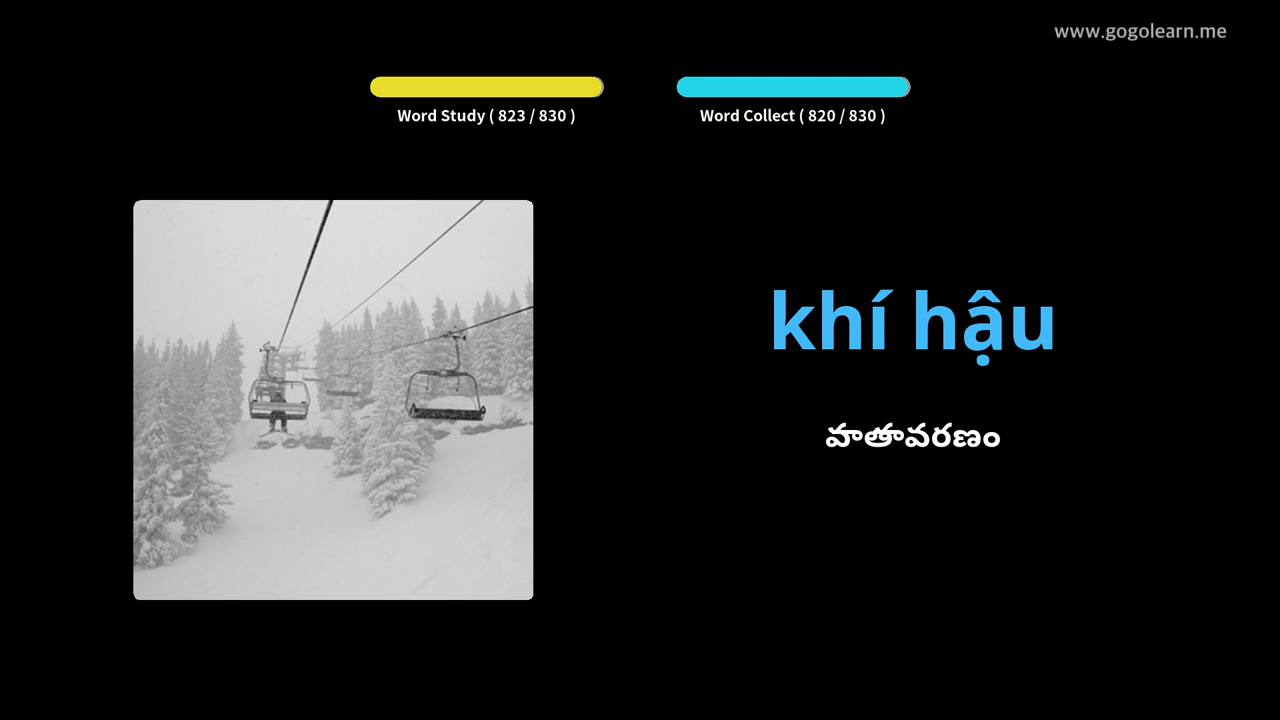 www.gogolearn.me
Word Study ( 823 / 830 )
Word Collect ( 820 / 830 )
khí hậu
వాతావరణం